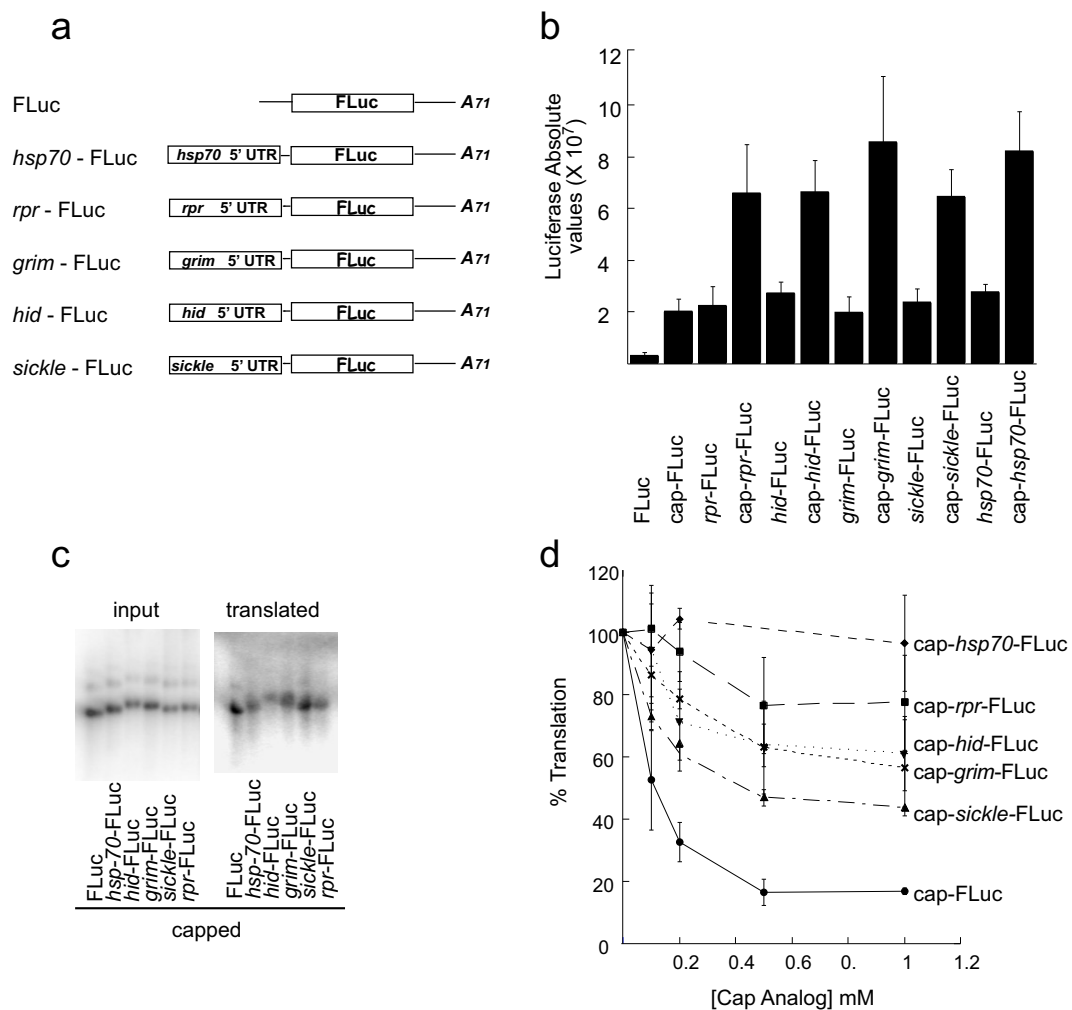 a
FLuc FLuc A71
hsp70 - FLuc hsp70 5' UTR FLuc A71
rpr - FLuc rpr 5' UTR FLuc A71
grim - FLuc grim 5' UTR FLuc A71
hid - FLuc hid 5' UTR FLuc A71
sickle - FLuc sickle 5' UTR FLuc A71
b
Luciferase Absolute
values (X 10⁷)
12
10
8
6
4
2
FLuc
cap-FLuc
rpr-FLuc
cap-rpr-FLuc
hid-FLuc
cap-hid-FLuc
grim-FLuc
cap-grim-FLuc
sickle-FLuc
cap-sickle-FLuc
hsp70-FLuc
cap-hsp70-FLuc
c
input translated
FLuc
hsp-70-FLuc
hid-FLuc
grim-FLuc
sickle-FLuc
rpr-FLuc
FLuc
hsp-70-FLuc
hid-FLuc
grim-FLuc
sickle-FLuc
rpr-FLuc
capped
d
% Translation
120
100
80
60
40
20
0
cap-hsp70-FLuc
cap-rpr-FLuc
cap-hid-FLuc
cap-grim-FLuc
cap-sickle-FLuc
cap-FLuc
0.2 0.4 0.6 0. 1 1.2
[Cap Analog] mM